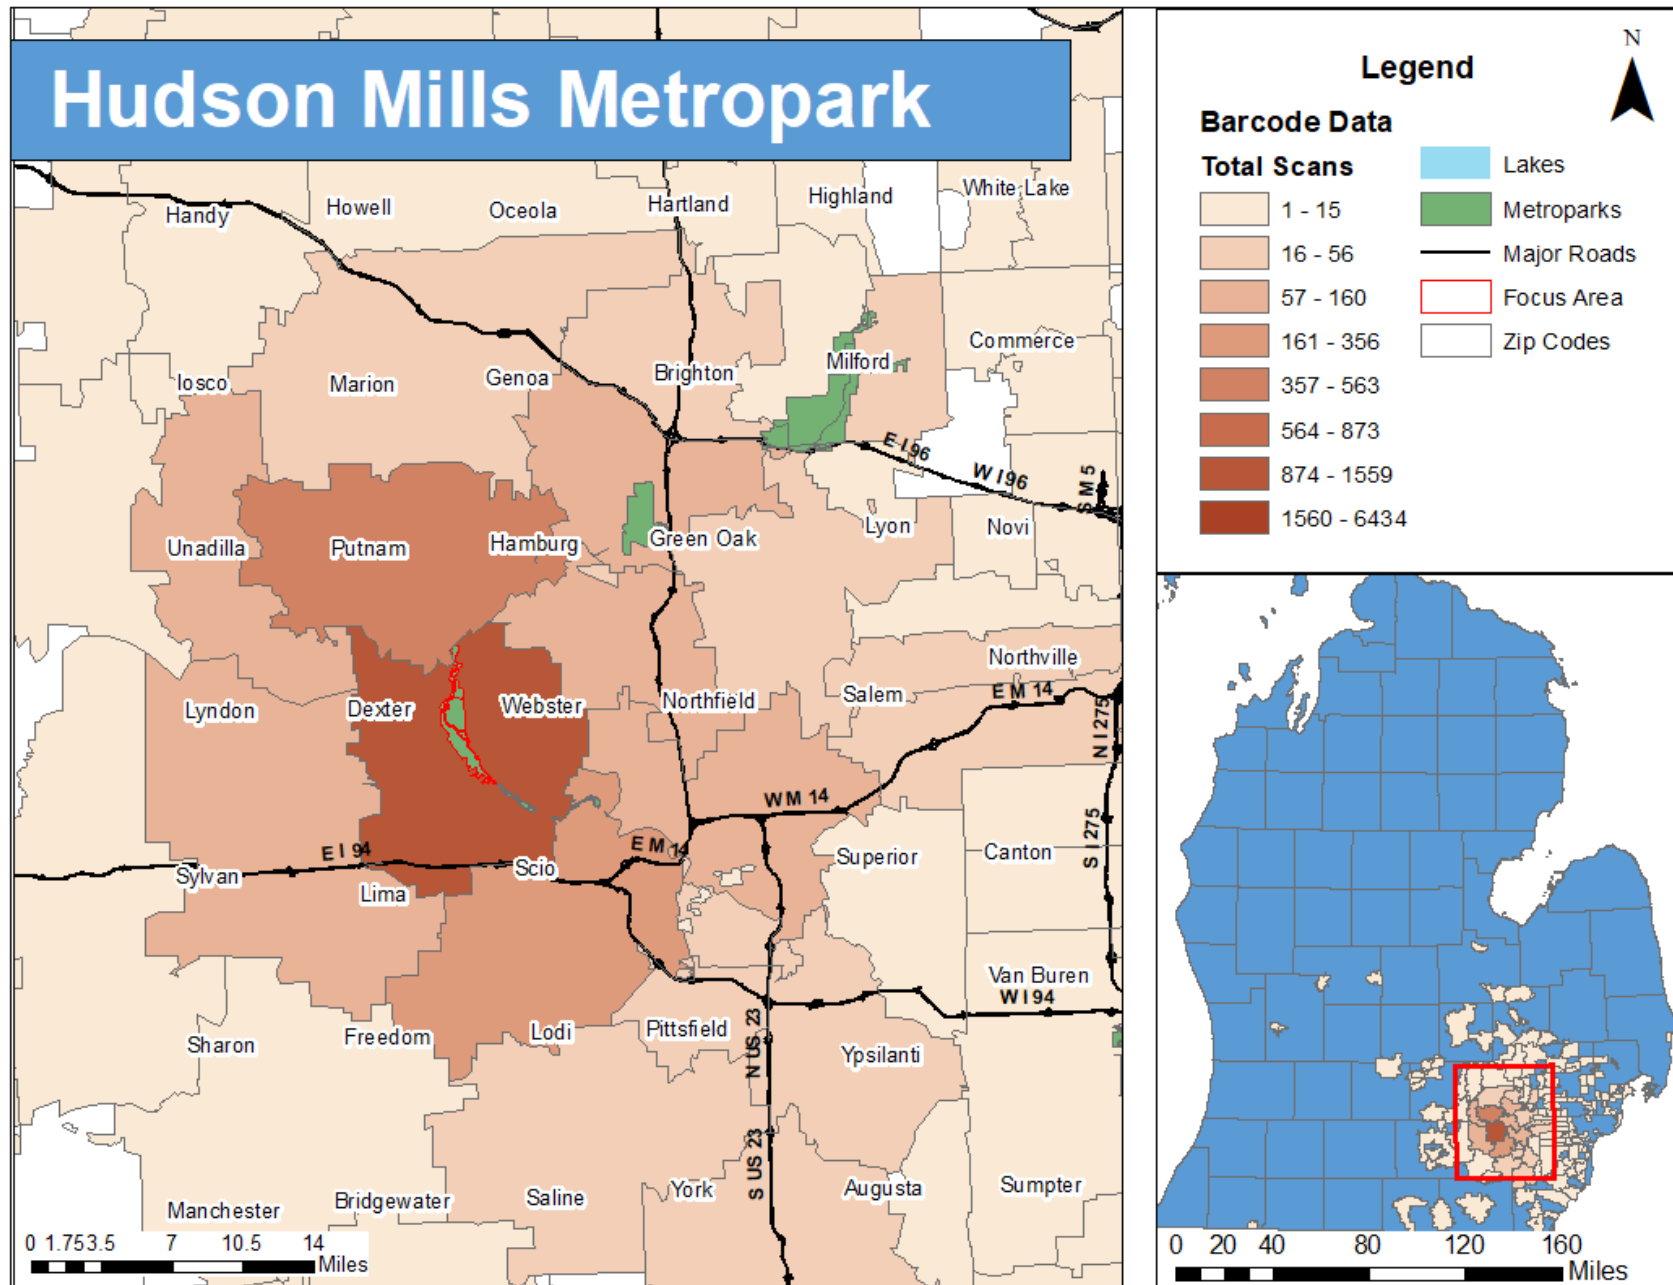 Hudson Mills Metropark
Handy
Howell
Oceola
Hartland
Highland
White Lake
Iosco
Marion
Genoa
Brighton
Milford
Commerce
E I 96
W I 96
S M 5
Unadilla
Putnam
Hamburg
Green Oak
Lyon
Novi
Lyndon
Dexter
Webster
Northfield
Salem
Northville
E M 14
N I 275
W M 14
E I 94
E M 14
S I 275
Sylvan
Lima
Scio
Superior
Canton
Van Buren
W I 94
Sharon
Freedom
Lodi
Pittsfield
N US 23
Ypsilanti
S US 23
Manchester
Bridgewater
Saline
York
Augusta
Sumpter
0 1.75 3.5 7 10.5 14
Miles
N
Legend
Barcode Data
Total Scans
1 - 15
16 - 56
57 - 160
161 - 356
357 - 563
564 - 873
874 - 1559
1560 - 6434
Lakes
Metroparks
Major Roads
Focus Area
Zip Codes
0 20 40 80 120 160
Miles